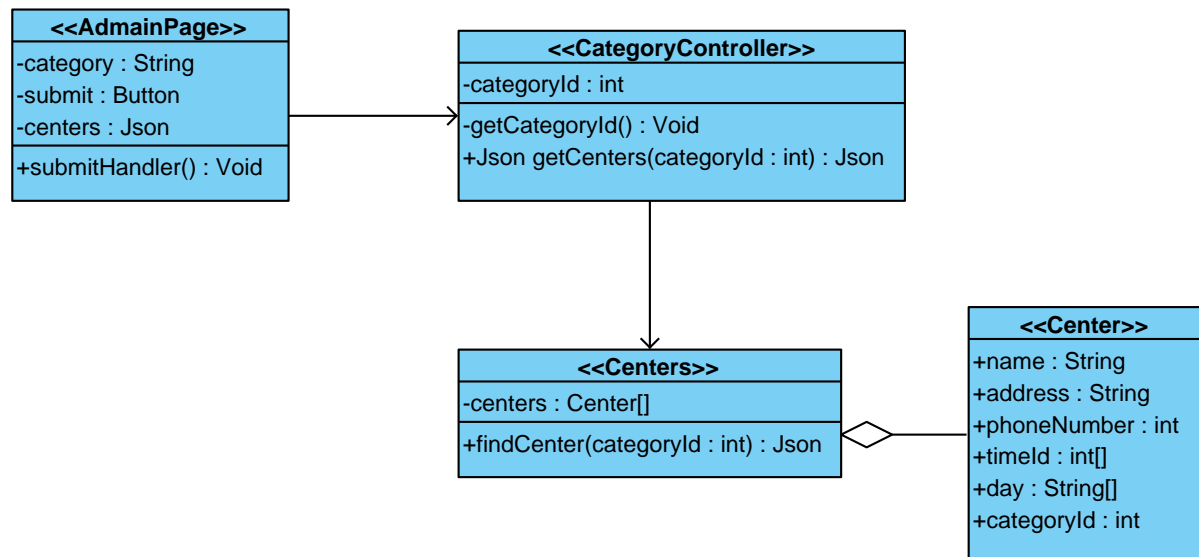 <<AdmainPage>>
-category : String
-submit : Button
-centers : Json
+submitHandler() : Void
<<CategoryController>>
-categoryId : int
-getCategoryId() : Void
+Json getCenters(categoryId : int) : Json
<<Centers>>
-centers : Center[]
+findCenter(categoryId : int) : Json
<<Center>>
+name : String
+address : String
+phoneNumber : int
+timeId : int[]
+day : String[]
+categoryId : int